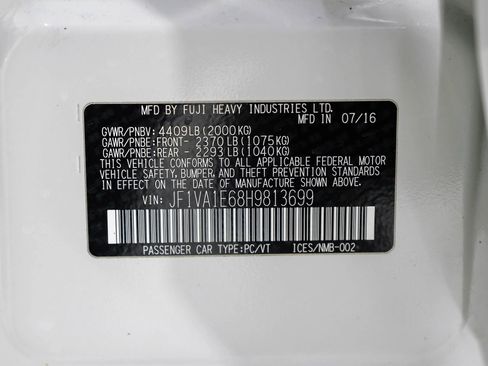 MFD BY FUJI HEAVY INDUSTRIES LTD.
MFD IN 07/16
GVWR/PNBV: 4409LB(2000KG)
GAWR/PNBE:FRONT- 2370LB(1075KG)
GAWR/PNBE:REAR - 2293LB(1040KG)
THIS VEHICLE CONFORMS TO ALL APPLICABLE FEDERAL MOTOR
VEHICLE SAFETY, BUMPER, AND THEFT PREVENTION STANDARDS
IN EFFECT ON THE DATE OF MANUFACTURE SHOWN ABOVE.
VIN: JF1VA1E68H9813699
PASSENGER CAR TYPE:PC/VT ICES/NMB-002